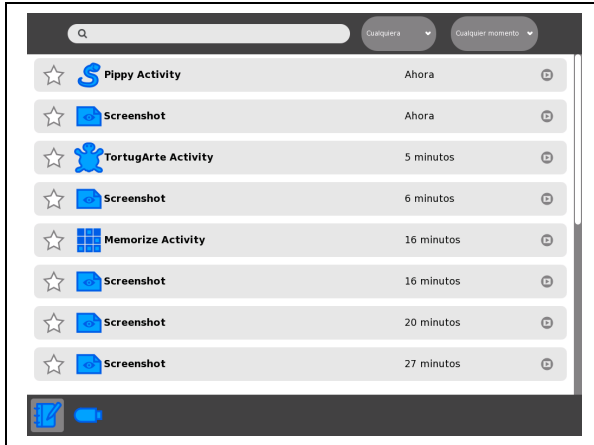 Cualquiera Cualquier momento
Pippy Activity Ahora
Screenshot Ahora
TortugArte Activity 5 minutos
Screenshot 6 minutos
Memorize Activity 16 minutos
Screenshot 16 minutos
Screenshot 20 minutos
Screenshot 27 minutos